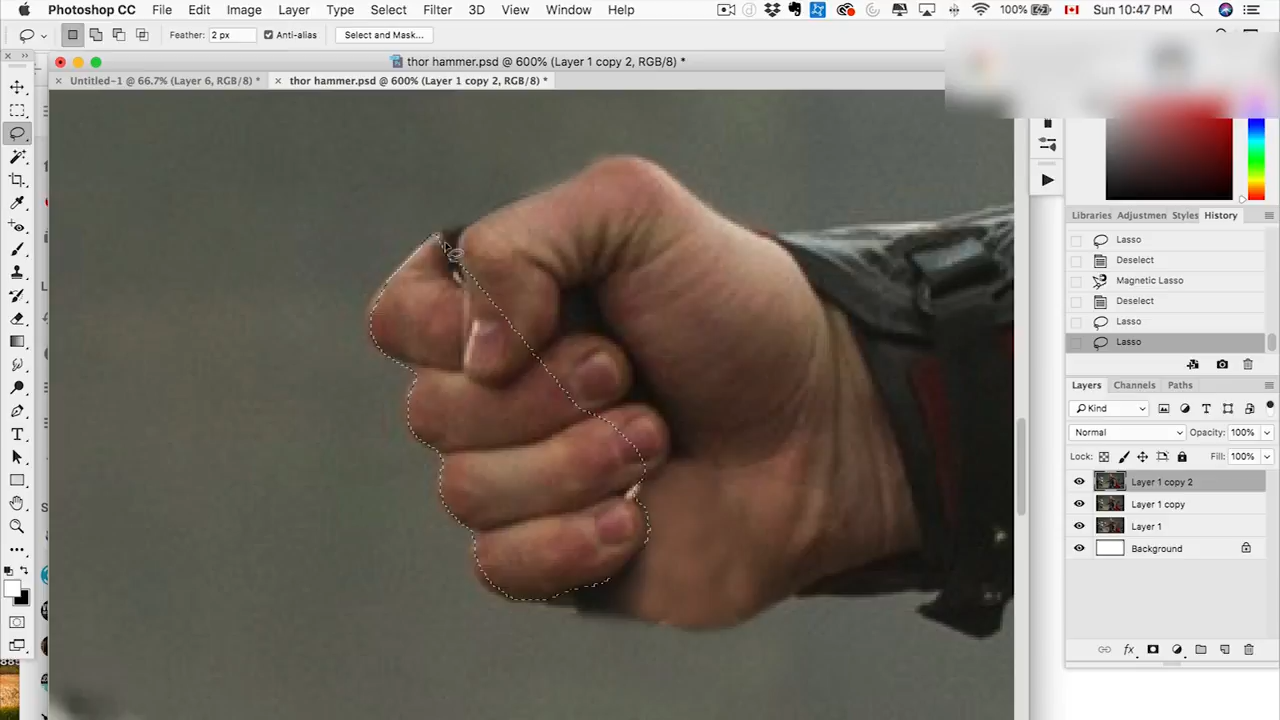 Photoshop CC File Edit Image Layer Type Select Filter 3D View Window Help 100% Sun 10:47 PM
Feather: 2 px Anti-alias Select and Mask...
thor hammer.psd @ 600% (Layer 1 copy 2, RGB/8) *
Untitled-1 @ 66.7% (Layer 6, RGB/8) * thor hammer.psd @ 600% (Layer 1 copy 2, RGB/8) *
Libraries Adjustmen Styles History
Lasso
Deselect
Magnetic Lasso
Deselect
Lasso
Lasso
Layers Channels Paths
Kind
Normal Opacity: 100%
Lock: Fill: 100%
Layer 1 copy 2
Layer 1 copy
Layer 1
Background
fx